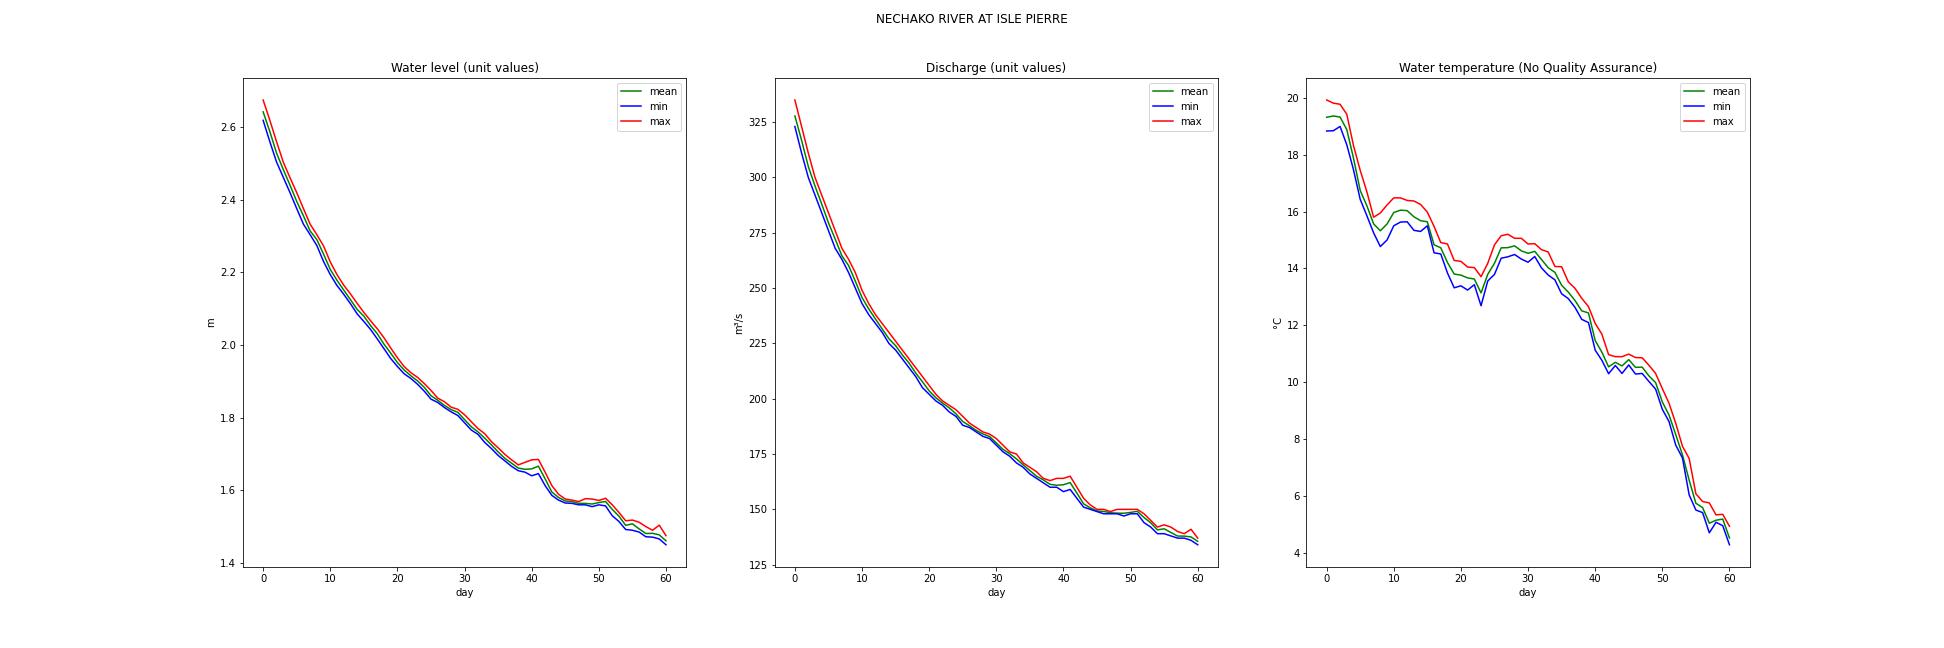 NECHAKO RIVER AT ISLE PIERRE
Water level (unit values)
mean
min
max
2.6
2.4
2.2
2.0
1.8
1.6
1.4
m
0 10 20 30 40 50 60
day
Discharge (unit values)
mean
min
max
325
300
275
250
225
200
175
150
125
m³/s
0 10 20 30 40 50 60
day
Water temperature (No Quality Assurance)
mean
min
max
20
18
16
14
12
10
8
6
4
°C
0 10 20 30 40 50 60
day